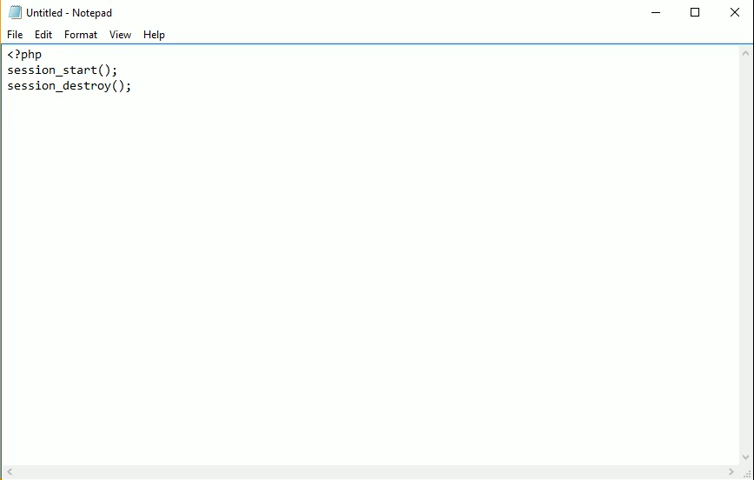 Untitled - Notepad
File Edit Format View Help
<?php
session_start();
session_destroy();